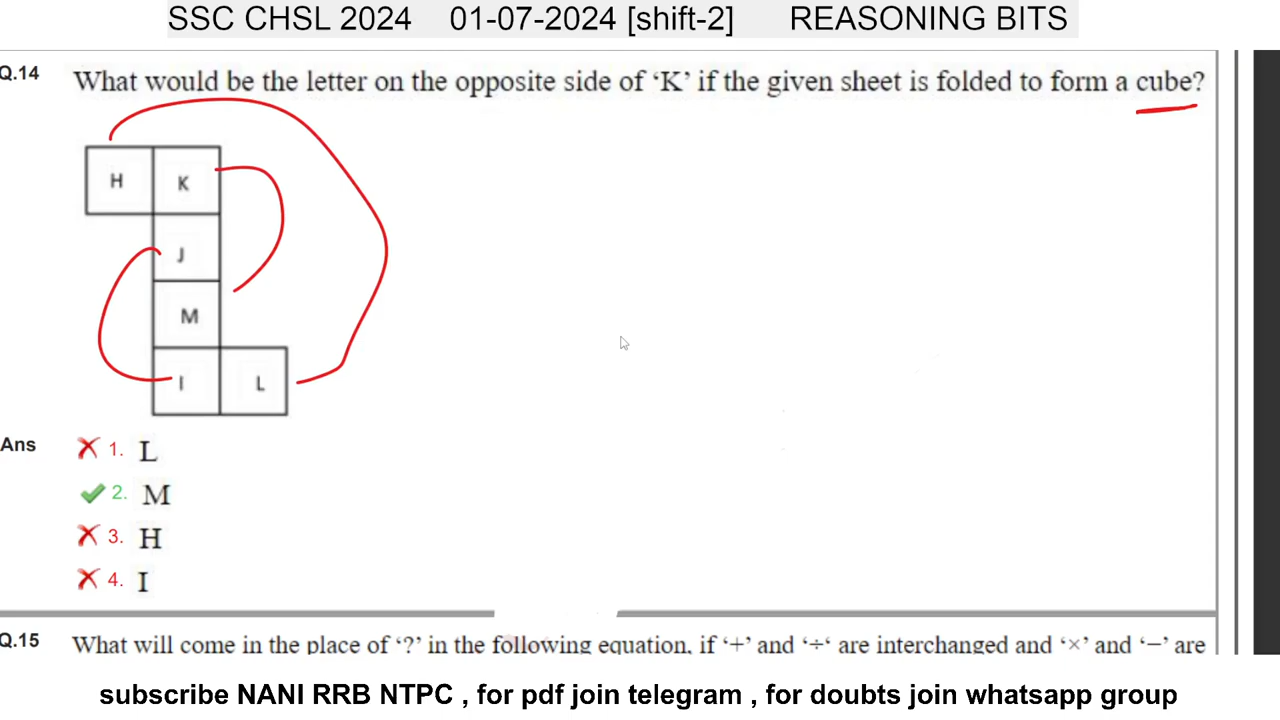 SSC CHSL 2024 01-07-2024 [shift-2] REASONING BITS
Q.14 What would be the letter on the opposite side of ‘K’ if the given sheet is folded to form a cube?
H K
J
M
I L
Ans 1. L
2. M
3. H
4. I
Q.15 What will come in the place of ‘?’ in the following equation, if ‘+’ and ‘÷‘ are interchanged and ‘×’ and ‘−’ are
subscribe NANI RRB NTPC , for pdf join telegram , for doubts join whatsapp group